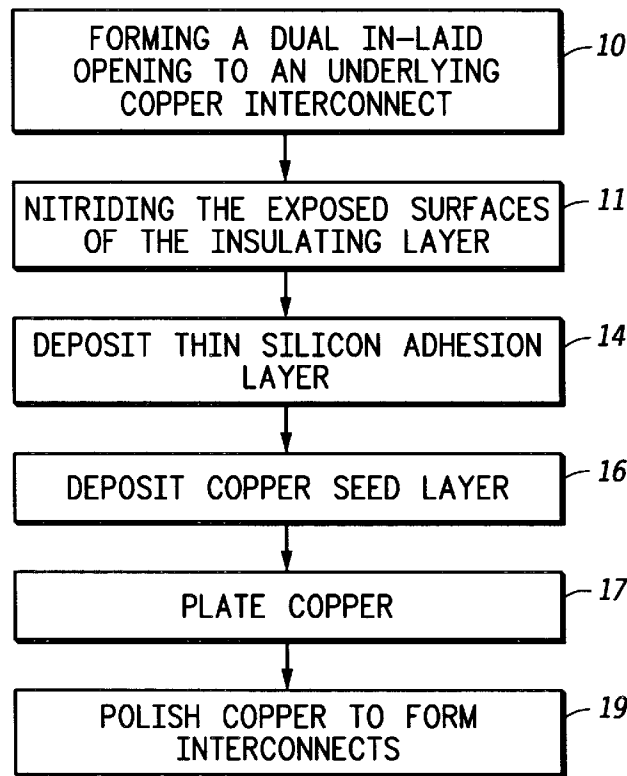 FORMING A DUAL IN-LAID
OPENING TO AN UNDERLYING
COPPER INTERCONNECT
10
NITRIDING THE EXPOSED SURFACES
OF THE INSULATING LAYER
11
DEPOSIT THIN SILICON ADHESION
LAYER
14
DEPOSIT COPPER SEED LAYER
16
PLATE COPPER
17
POLISH COPPER TO FORM
INTERCONNECTS
19